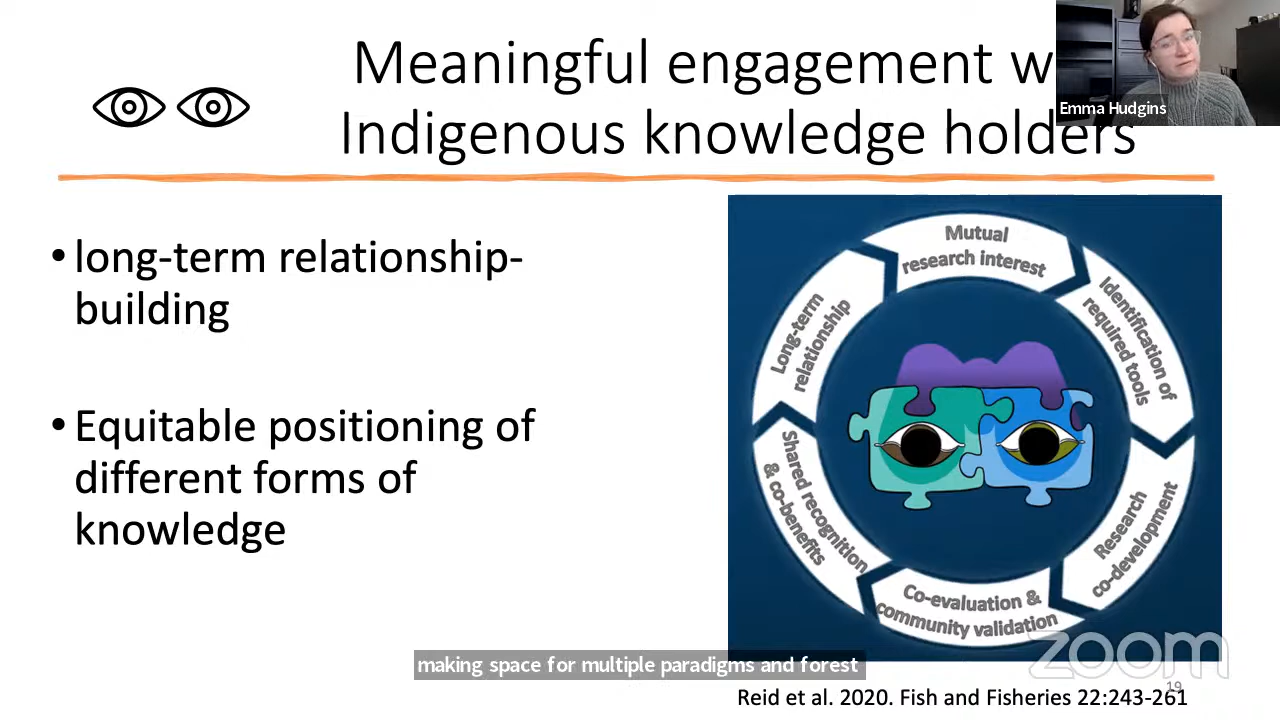 Meaningful engagement w
Indigenous knowledge holders
Emma Hudgins
• long-term relationship-
building
• Equitable positioning of
different forms of
knowledge
Mutual
research interest
Identification of
required tools
Research
co-development
Co-evaluation &
community validation
Shared recognition
& co-benefits
Long-term
relationship
making space for multiple paradigms and forest
zoom
19
Reid et al. 2020. Fish and Fisheries 22:243-261